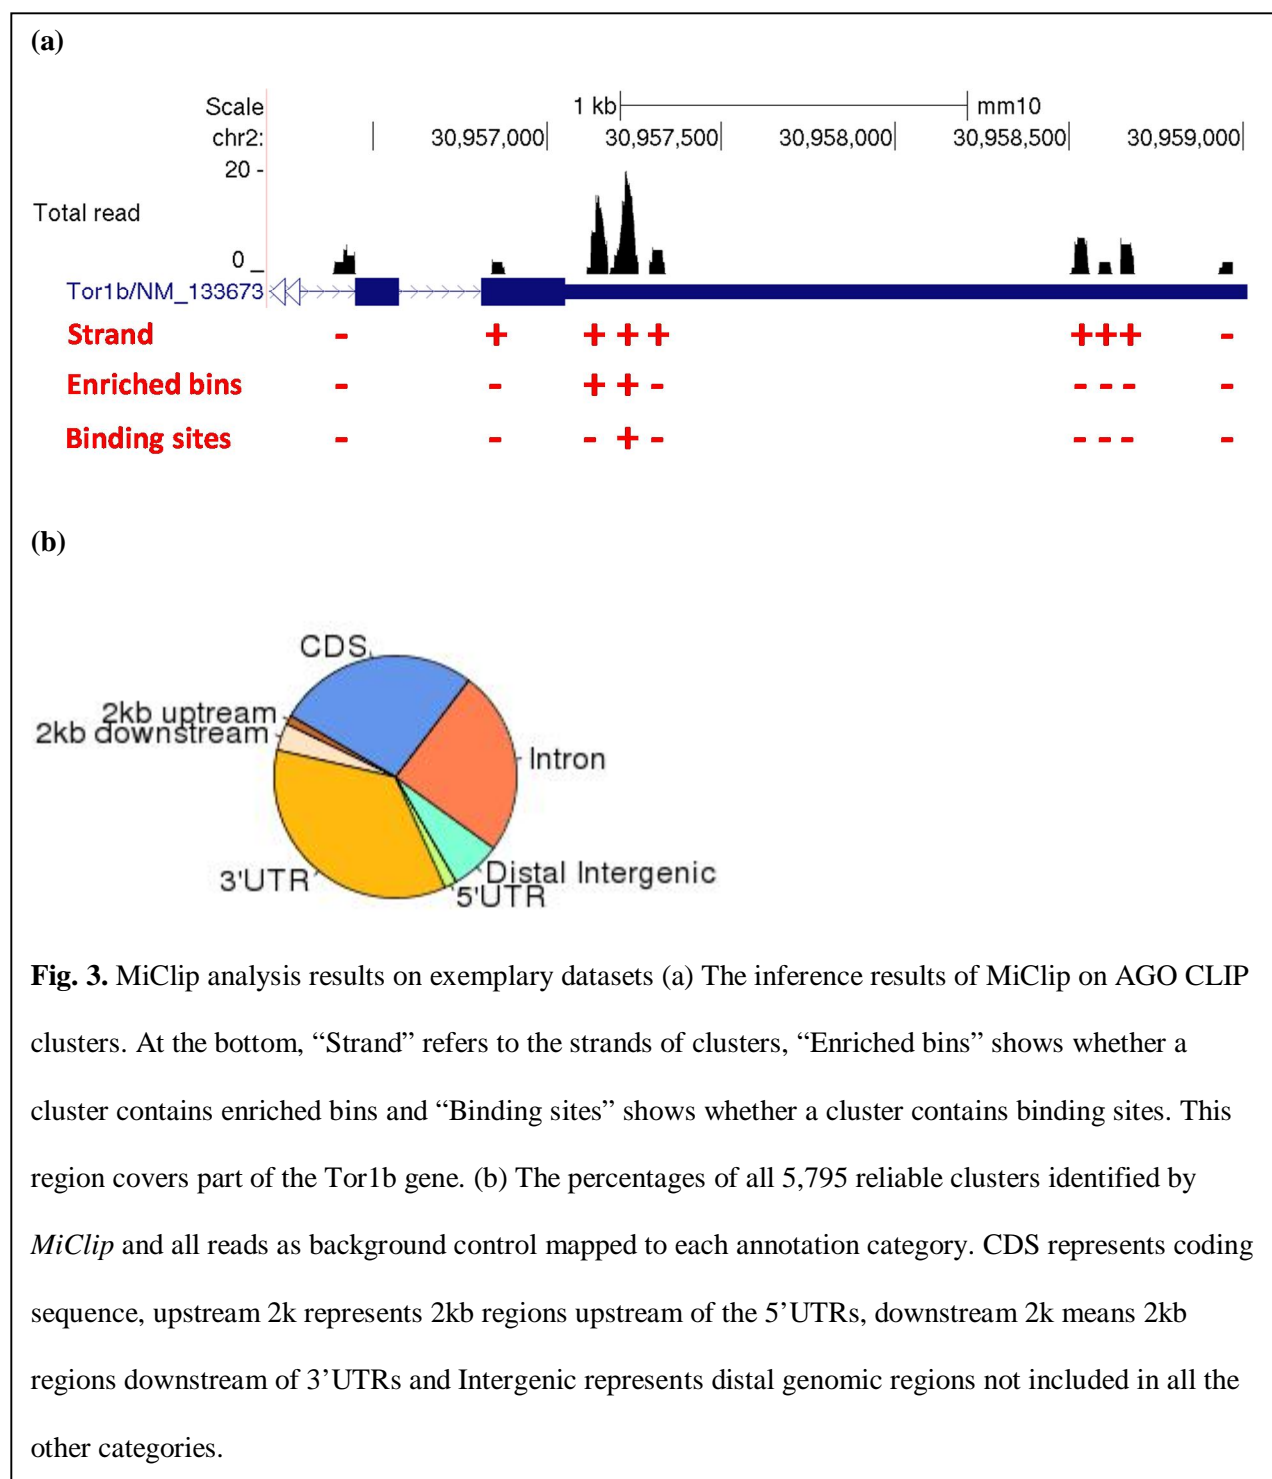 (a)
Scale 1 kb mm10
chr2: 30,957,000 30,957,500 30,958,000 30,958,500 30,959,000
20 -
Total read
0 _
Tor1b/NM_133673
Strand - + + + + + + + -
Enriched bins - - + + - - - - -
Binding sites - - - + - - - - -
(b)
CDS
2kb uptream
2kb downstream
Intron
3'UTR
Distal Intergenic
5'UTR
Fig. 3. MiClip analysis results on exemplary datasets (a) The inference results of MiClip on AGO CLIP
clusters. At the bottom, “Strand” refers to the strands of clusters, “Enriched bins” shows whether a
cluster contains enriched bins and “Binding sites” shows whether a cluster contains binding sites. This
region covers part of the Tor1b gene. (b) The percentages of all 5,795 reliable clusters identified by
MiClip and all reads as background control mapped to each annotation category. CDS represents coding
sequence, upstream 2k represents 2kb regions upstream of the 5’UTRs, downstream 2k means 2kb
regions downstream of 3’UTRs and Intergenic represents distal genomic regions not included in all the
other categories.